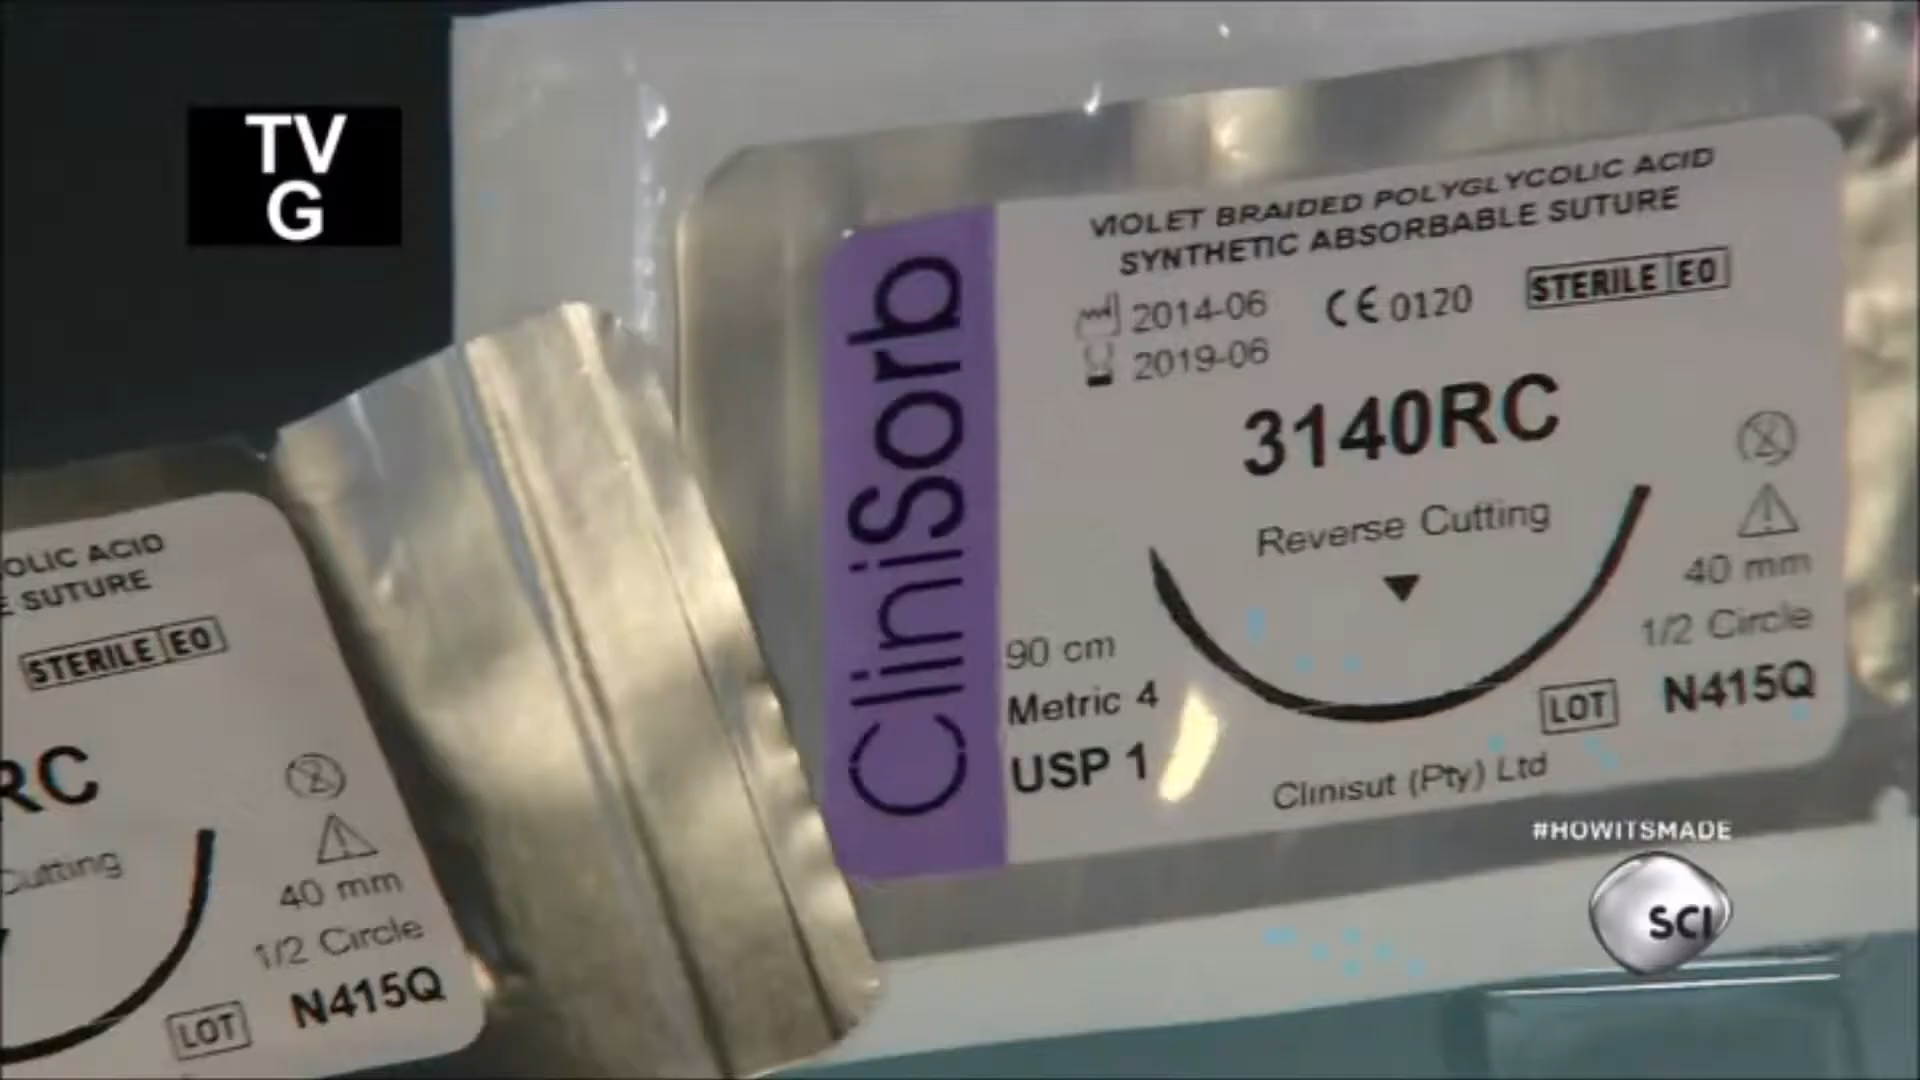 TV
G
CliniSorb
VIOLET BRAIDED POLYGLYCOLIC ACID
SYNTHETIC ABSORBABLE SUTURE
2014-06
CE 0120
STERILE EO
2019-06
3140RC
2
Reverse Cutting
40 mm
1/2 Circle
90 cm
Metric 4
USP 1
LOT N415Q
Clinisut (Pty) Ltd
OLIC ACID
E SUTURE
STERILE EO
RC
2
Cutting
40 mm
1/2 Circle
LOT N415Q
#HOWITSMADE
SCI